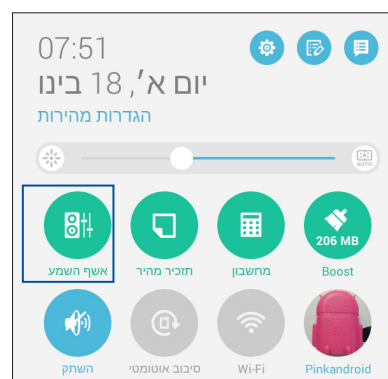 07:51
יום א׳, 18 בינו
הגדרות מהירות
AUTO
206 MB
אשף השמע תזכיר מהיר מחשבון Boost
השתק סיבוב אוטומטי Wi-Fi Pinkandroid